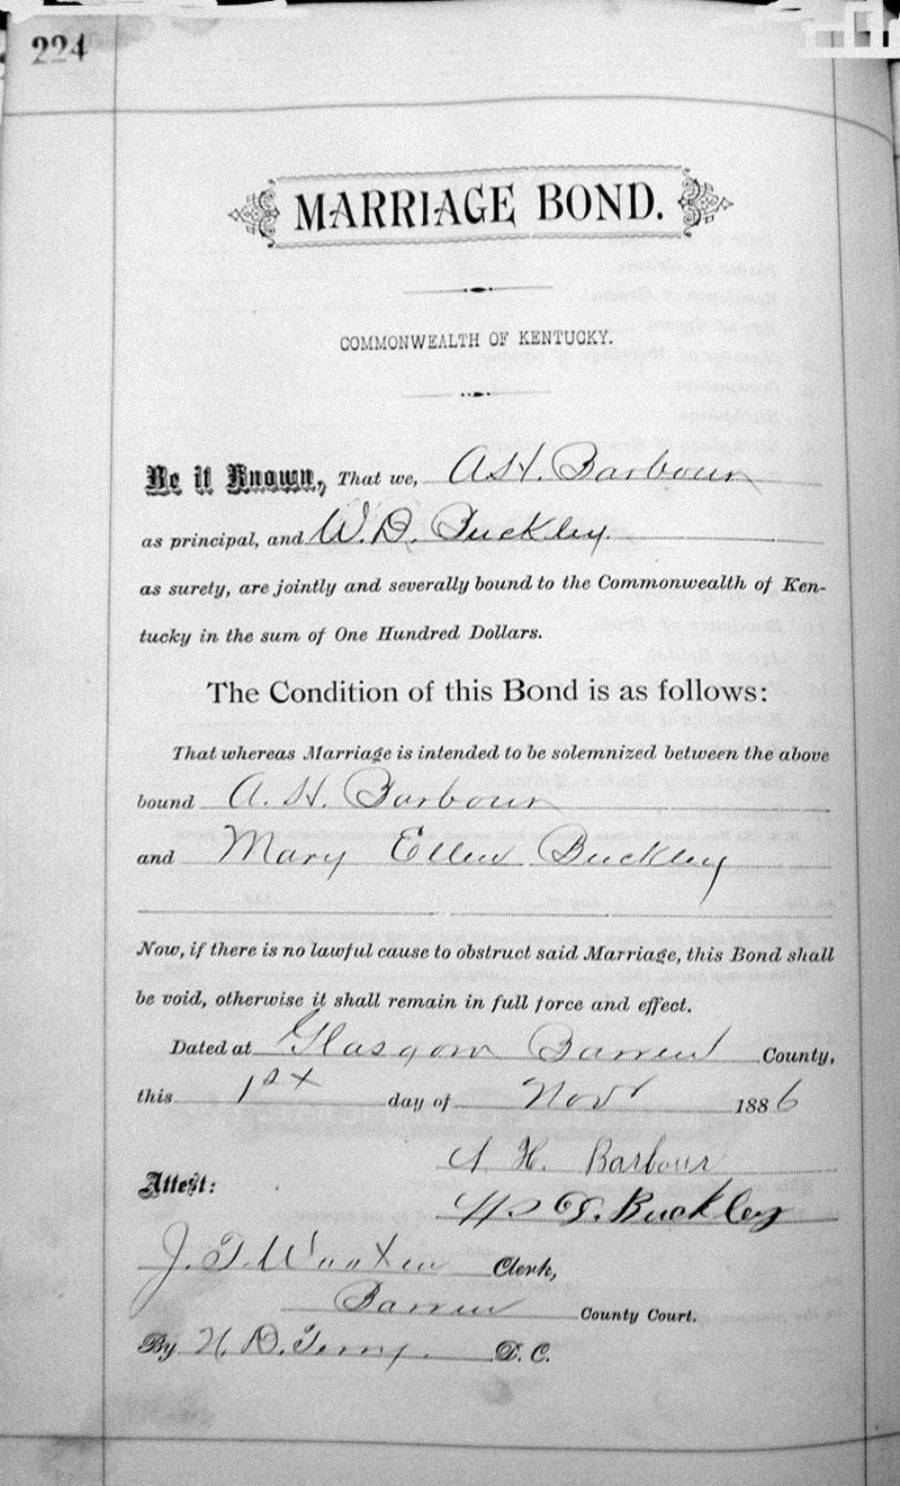 224
MARRIAGE BOND.
COMMONWEALTH OF KENTUCKY.
Be it Known, That we, A. H. Barbour
as principal, and W. D. Buckley.
as surety, are jointly and severally bound to the Commonwealth of Ken-
tucky in the sum of One Hundred Dollars.
The Condition of this Bond is as follows:
That whereas Marriage is intended to be solemnized between the above
bound A. H. Barbour
and Mary Ellen Buckley
Now, if there is no lawful cause to obstruct said Marriage, this Bond shall
be void, otherwise it shall remain in full force and effect.
Dated at Glasgow Barren County,
this 1st day of Novr 1886
A. H. Barbour
Attest:
Buckley
J. T. Wooten Clerk,
Barren County Court.
By H. D. Terry. D. C.